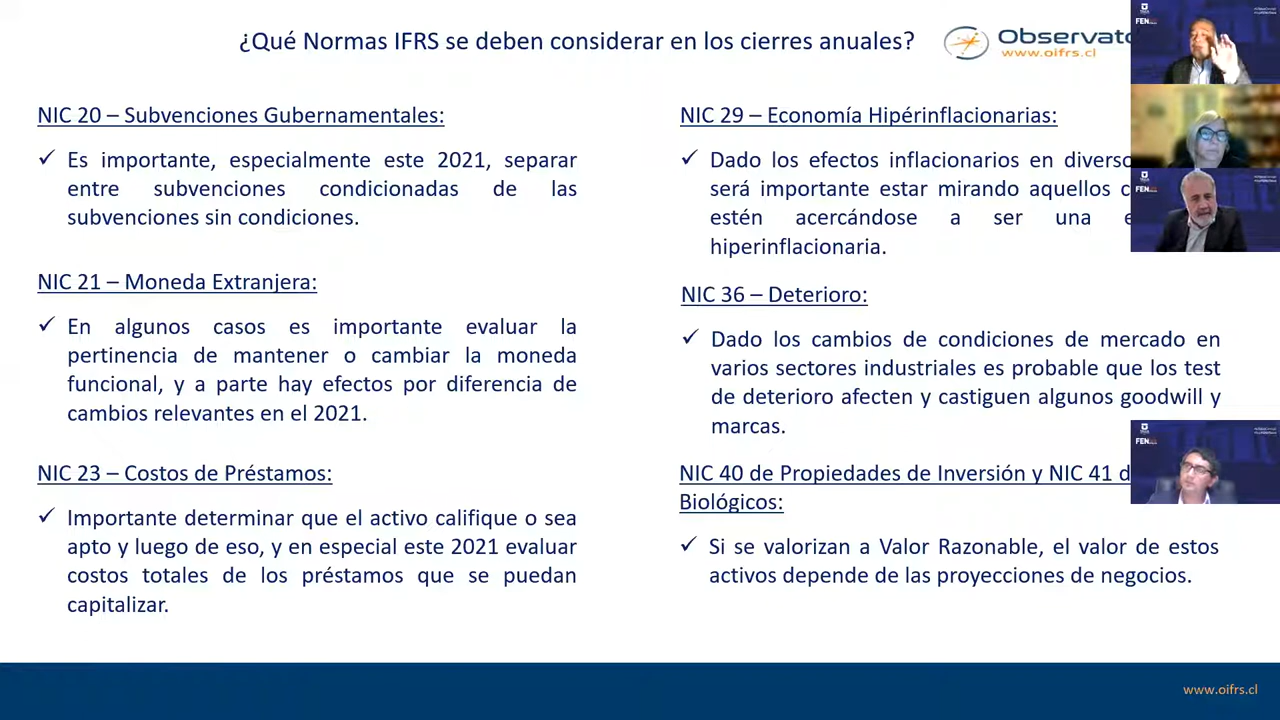 ¿Qué Normas IFRS se deben considerar en los cierres anuales?
www.oifrs.cl
NIC 20 – Subvenciones Gubernamentales:
✓ Es importante, especialmente este 2021, separar
entre subvenciones condicionadas de las
subvenciones sin condiciones.
NIC 21 – Moneda Extranjera:
✓ En algunos casos es importante evaluar la
pertinencia de mantener o cambiar la moneda
funcional, y a parte hay efectos por diferencia de
cambios relevantes en el 2021.
NIC 23 – Costos de Préstamos:
✓ Importante determinar que el activo califique o sea
apto y luego de eso, y en especial este 2021 evaluar
costos totales de los préstamos que se puedan
capitalizar.
NIC 29 – Economía Hipérinflacionarias:
✓ Dado los efectos inflacionarios en
será importante estar mirando aquellos
estén acercándose a ser una
hiperinflacionaria.
NIC 36 – Deterioro:
✓ Dado los cambios de condiciones de mercado en
varios sectores industriales es probable que los test
de deterioro afecten y castiguen algunos goodwill y
marcas.
NIC 40 de Propiedades de Inversión y NIC 41
Biológicos:
✓ Si se valorizan a Valor Razonable, el valor de estos
activos depende de las proyecciones de negocios.
FEN
FEN
FEN
www.oifrs.cl